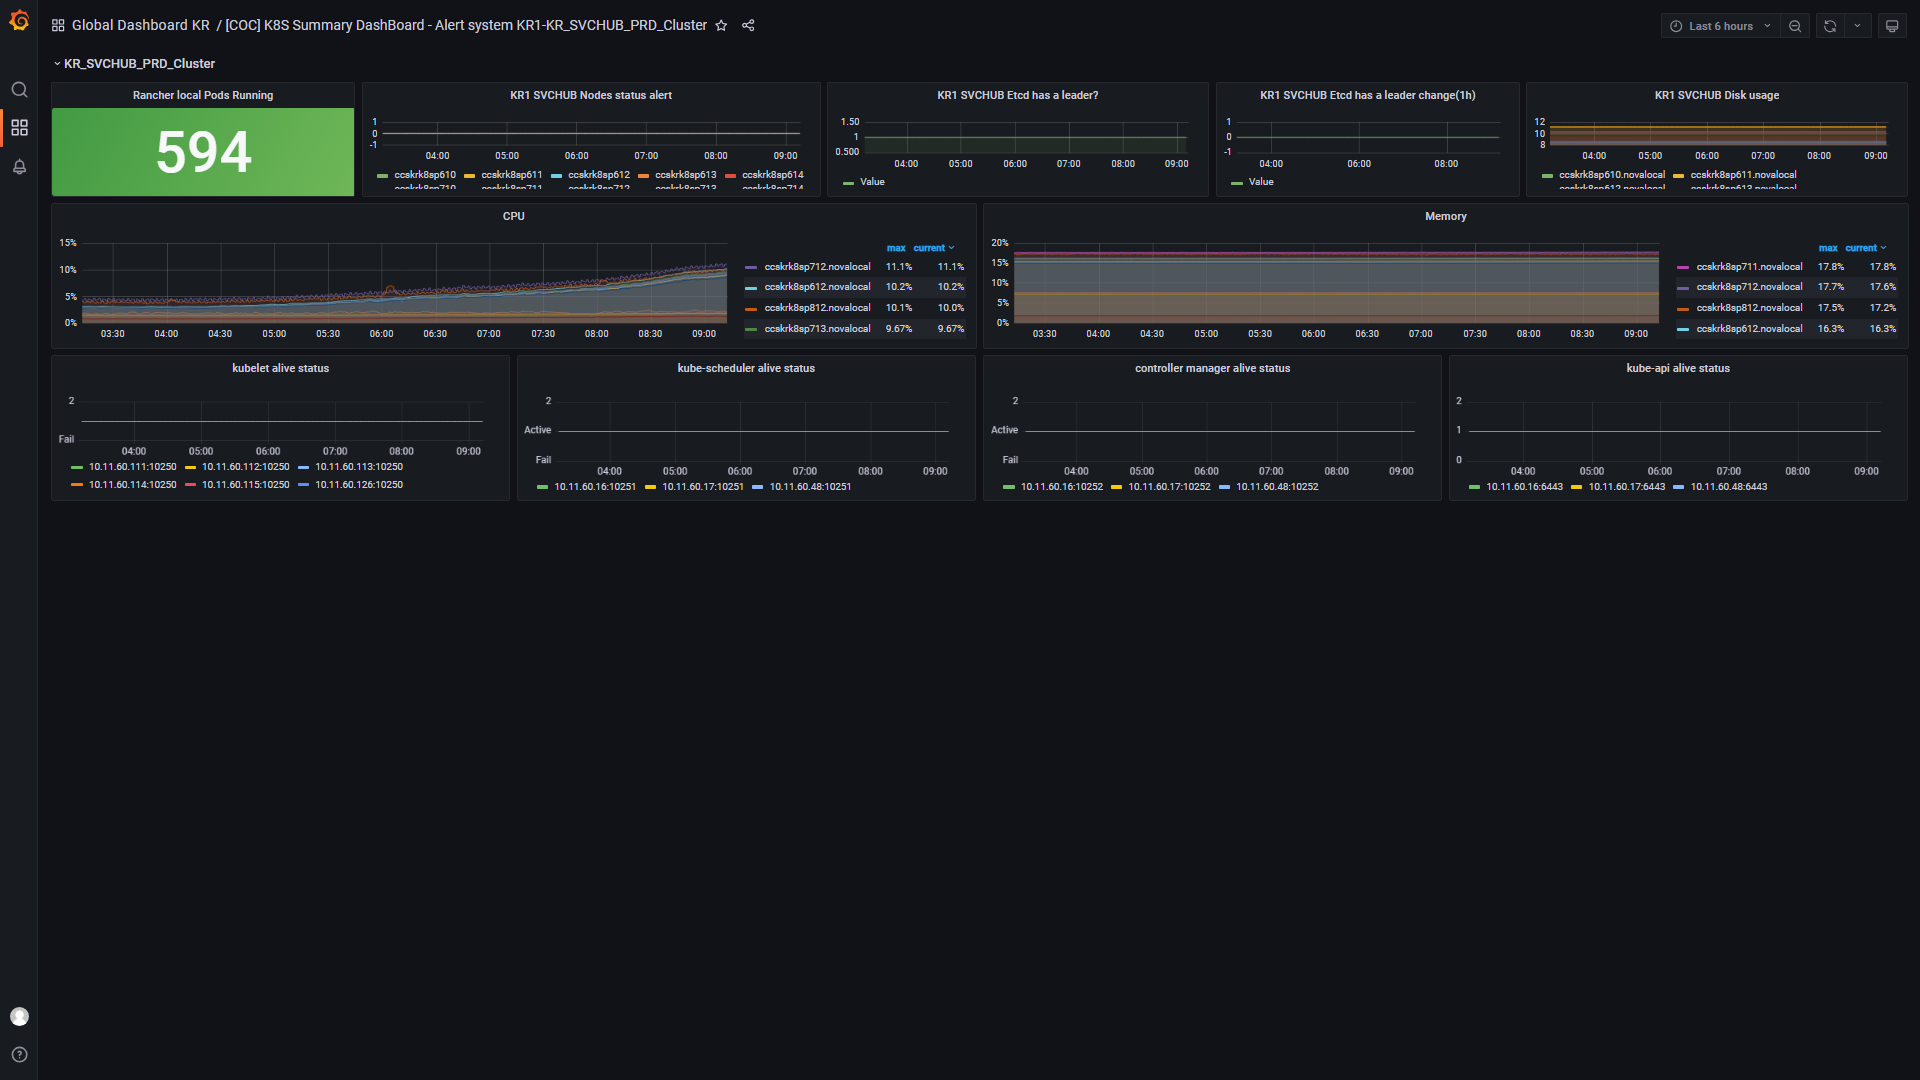 Global Dashboard KR / [COC] K8S Summary DashBoard - Alert system KR1-KR_SVCHUB_PRD_Cluster
Last 6 hours
KR_SVCHUB_PRD_Cluster
Rancher local Pods Running
594
KR1 SVCHUB Nodes status alert
1
0
-1
04:00 05:00 06:00 07:00 08:00 09:00
ccskrk8sp610 ccskrk8sp611 ccskrk8sp612 ccskrk8sp613 ccskrk8sp614
ccskrk8sp710 ccskrk8sp711 ccskrk8sp712 ccskrk8sp713 ccskrk8sp714
KR1 SVCHUB Etcd has a leader?
1.50
1
0.500
04:00 05:00 06:00 07:00 08:00 09:00
Value
KR1 SVCHUB Etcd has a leader change(1h)
1
0
-1
04:00 06:00 08:00
Value
KR1 SVCHUB Disk usage
12
10
8
04:00 05:00 06:00 07:00 08:00 09:00
ccskrk8sp610.novalocal ccskrk8sp611.novalocal
ccskrk8sp612.novalocal ccskrk8sp613.novalocal
CPU
15%
10%
5%
0%
03:30 04:00 04:30 05:00 05:30 06:00 06:30 07:00 07:30 08:00 08:30 09:00
max current
ccskrk8sp712.novalocal 11.1% 11.1%
ccskrk8sp612.novalocal 10.2% 10.2%
ccskrk8sp812.novalocal 10.1% 10.0%
ccskrk8sp713.novalocal 9.67% 9.67%
Memory
20%
15%
10%
5%
0%
03:30 04:00 04:30 05:00 05:30 06:00 06:30 07:00 07:30 08:00 08:30 09:00
max current
ccskrk8sp711.novalocal 17.8% 17.8%
ccskrk8sp712.novalocal 17.7% 17.6%
ccskrk8sp812.novalocal 17.5% 17.2%
ccskrk8sp612.novalocal 16.3% 16.3%
kubelet alive status
2
Fail
04:00 05:00 06:00 07:00 08:00 09:00
10.11.60.111:10250 10.11.60.112:10250 10.11.60.113:10250
10.11.60.114:10250 10.11.60.115:10250 10.11.60.126:10250
kube-scheduler alive status
2
Active
Fail
04:00 05:00 06:00 07:00 08:00 09:00
10.11.60.16:10251 10.11.60.17:10251 10.11.60.48:10251
controller manager alive status
2
Active
Fail
04:00 05:00 06:00 07:00 08:00 09:00
10.11.60.16:10252 10.11.60.17:10252 10.11.60.48:10252
kube-api alive status
2
1
0
04:00 05:00 06:00 07:00 08:00 09:00
10.11.60.16:6443 10.11.60.17:6443 10.11.60.48:6443